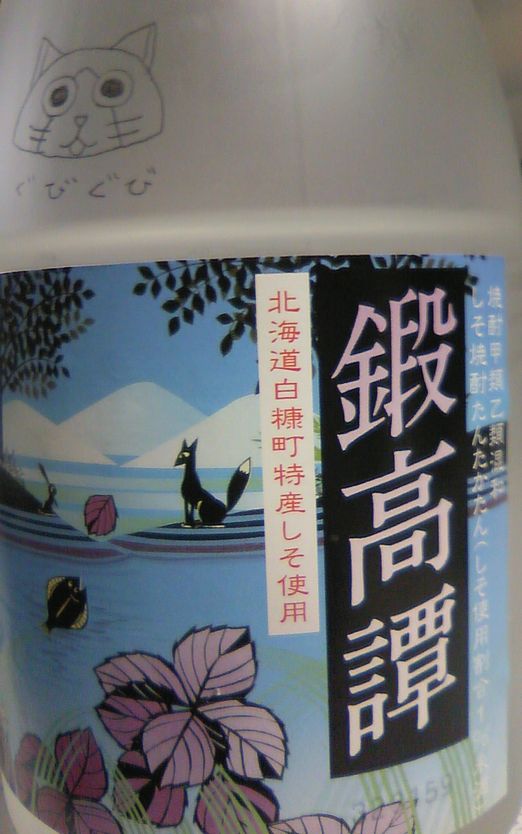 ぐびぐび
焼酎甲類乙類混和
しそ焼酎たんたかたん(しそ使用割合1%
鍛高譚
北海道白糠町特産しそ使用